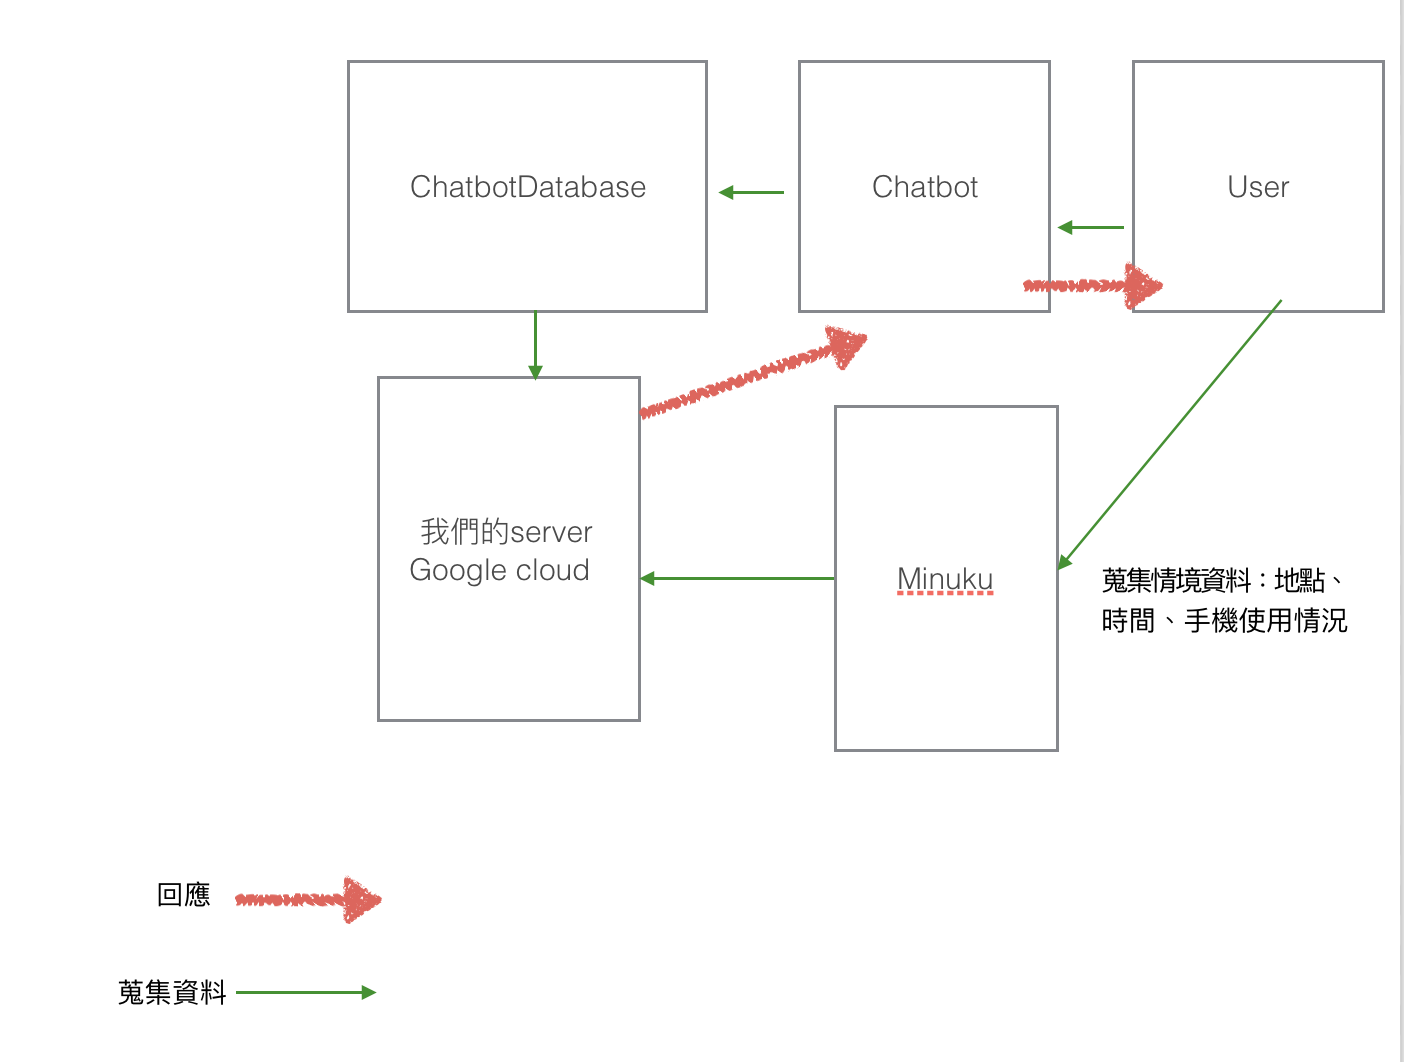 ChatbotDatabase
Chatbot
User
我們的server
Google cloud
Minuku
蒐集情境資料：地點、
時間、手機使用情況
回應
蒐集資料